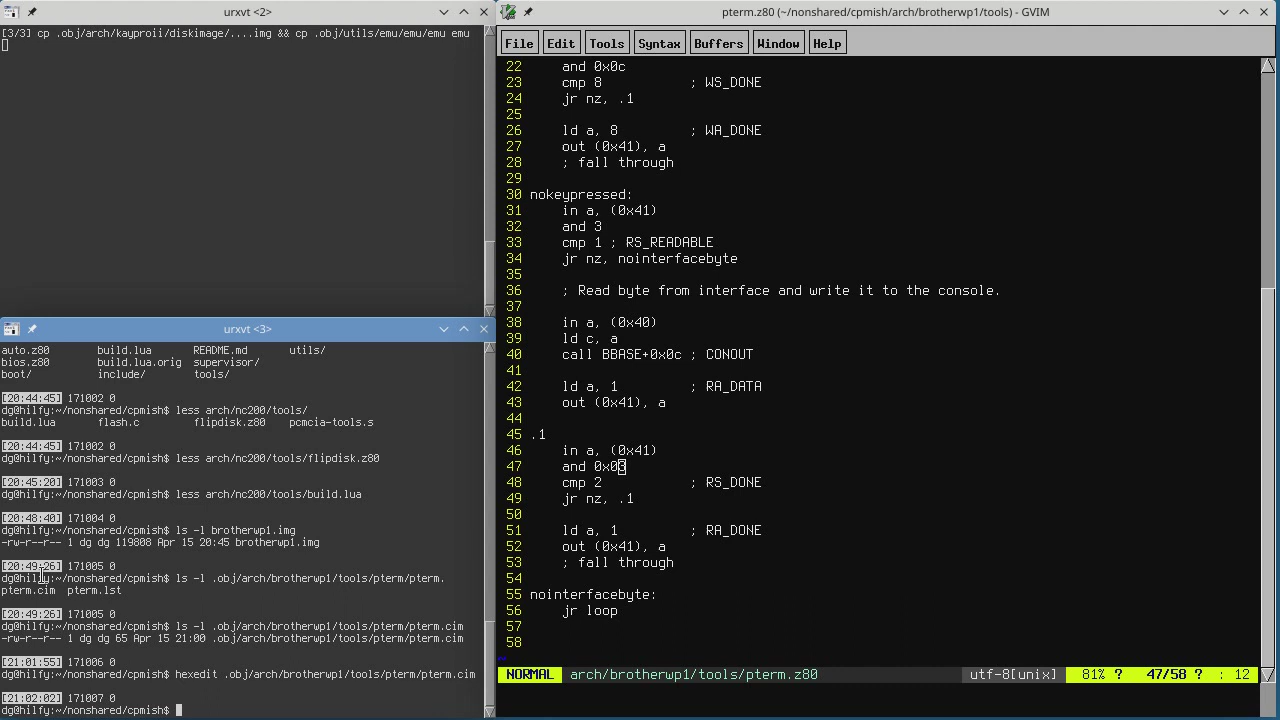 urxvt <2>
[3/3] cp .obj/arch/kayproii/diskimage/....img && cp .obj/utils/emu/emu/emu emu
urxvt <3>
auto.z80 build.lua README.md utils/
bios.z80 build.lua.orig supervisor/
boot/ include/ tools/
[20:44:45] 171002 0
dg@hilfy:~/nonshared/cpmish$ less arch/nc200/tools/
build.lua flash.c flipdisk.z80 pcmcia-tools.s
[20:44:45] 171002 0
dg@hilfy:~/nonshared/cpmish$ less arch/nc200/tools/flipdisk.z80
[20:45:20] 171003 0
dg@hilfy:~/nonshared/cpmish$ less arch/nc200/tools/build.lua
[20:48:40] 171004 0
dg@hilfy:~/nonshared/cpmish$ ls -l brotherwp1.img
-rw-r--r-- 1 dg dg 119808 Apr 15 20:45 brotherwp1.img
[20:49:26] 171005 0
dg@hilfy:~/nonshared/cpmish$ ls -l .obj/arch/brotherwp1/tools/pterm/pterm.
pterm.cim pterm.lst
[20:49:26] 171005 0
dg@hilfy:~/nonshared/cpmish$ ls -l .obj/arch/brotherwp1/tools/pterm/pterm.cim
-rw-r--r-- 1 dg dg 65 Apr 15 21:00 .obj/arch/brotherwp1/tools/pterm/pterm.cim
[21:01:55] 171006 0
dg@hilfy:~/nonshared/cpmish$ hexedit .obj/arch/brotherwp1/tools/pterm/pterm.cim
[21:02:02] 171007 0
dg@hilfy:~/nonshared/cpmish$
pterm.z80 (~/nonshared/cpmish/arch/brotherwp1/tools) - GVIM
File Edit Tools Syntax Buffers Window Help
22 and 0x0c
23 cmp 8 ; WS_DONE
24 jr nz, .1
25
26 ld a, 8 ; WA_DONE
27 out (0x41), a
28 ; fall through
29
30 nokeypressed:
31 in a, (0x41)
32 and 3
33 cmp 1 ; RS_READABLE
34 jr nz, nointerfacebyte
35
36 ; Read byte from interface and write it to the console.
37
38 in a, (0x40)
39 ld c, a
40 call BBASE+0x0c ; CONOUT
41
42 ld a, 1 ; RA_DATA
43 out (0x41), a
44
45 .1
46 in a, (0x41)
47 and 0x03
48 cmp 2 ; RS_DONE
49 jr nz, .1
50
51 ld a, 1 ; RA_DONE
52 out (0x41), a
53 ; fall through
54
55 nointerfacebyte:
56 jr loop
57
58
~
NORMAL arch/brotherwp1/tools/pterm.z80 utf-8[unix] 81% ? 47/58 ? : 12